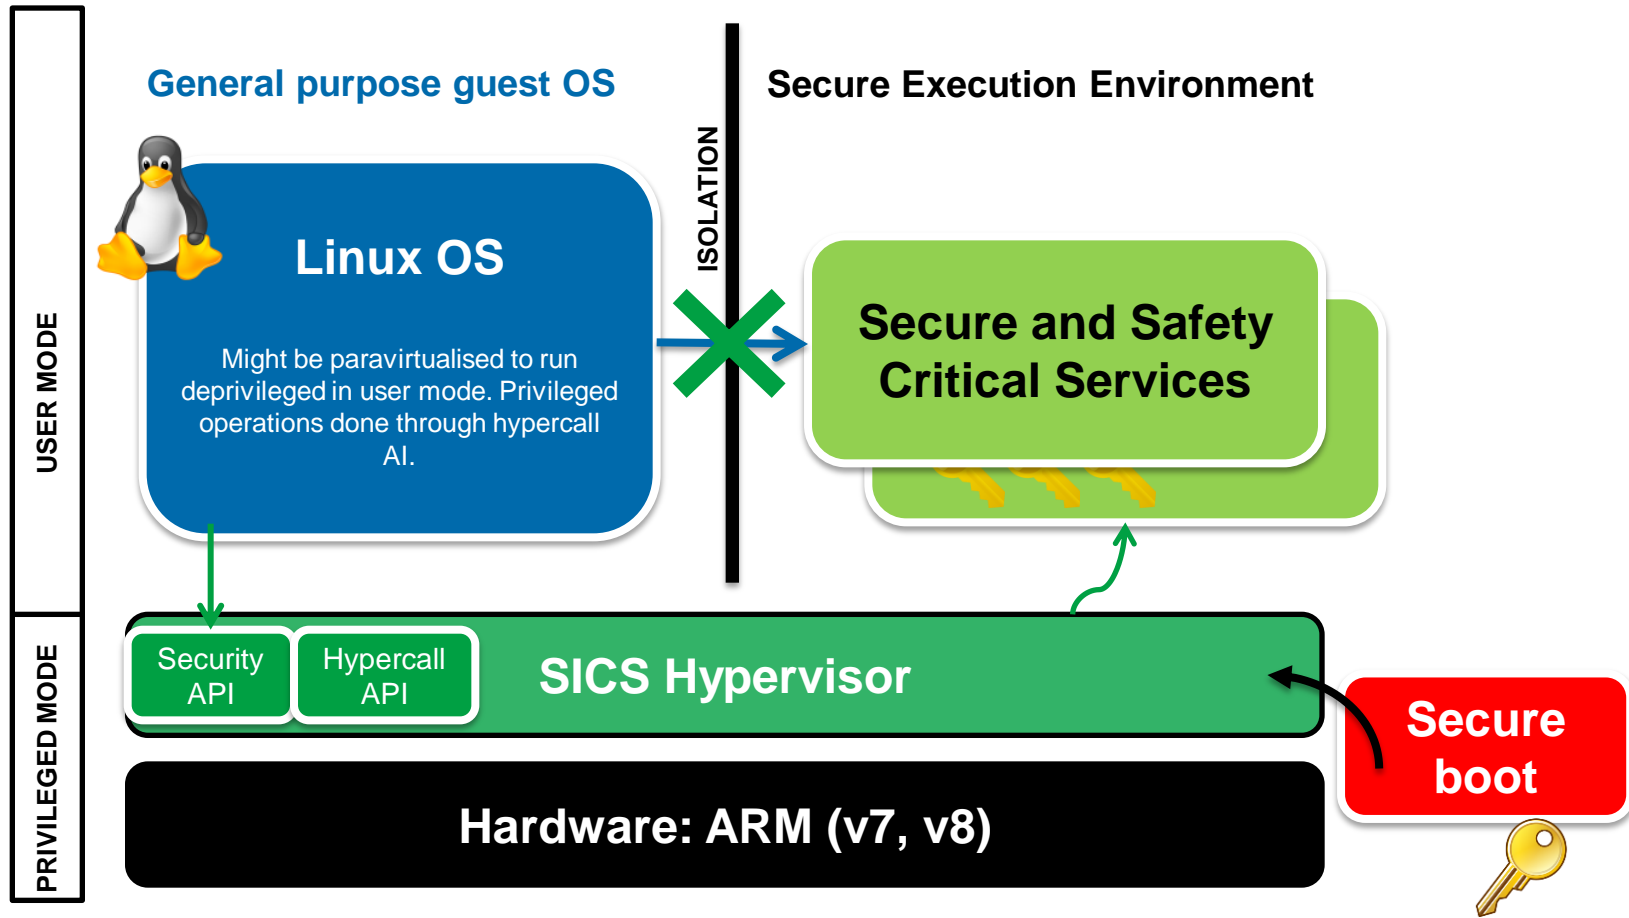 General purpose guest OS
Secure Execution Environment
ISOLATION
USER MODE
Linux OS
Might be paravirtualised to run
deprivileged in user mode. Privileged
operations done through hypercall
AI.
Secure and Safety
Critical Services
PRIVILEGED MODE
Security
API
Hypercall
API
SICS Hypervisor
Secure
boot
Hardware: ARM (v7, v8)